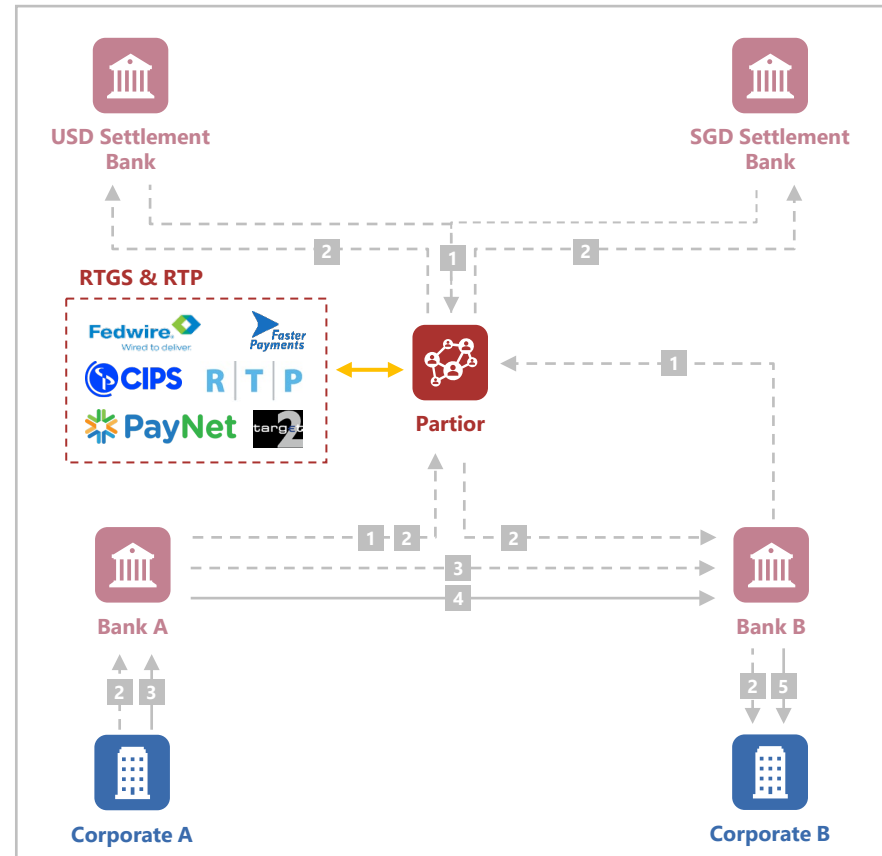 USD Settlement
Bank
SGD Settlement
Bank
2
1
2
RTGS & RTP
Fedwire.
Wired to deliver.
Faster
Payments
CIPS
R|T|P
PayNet
target
2
Partior
1
1
2
2
3
4
Bank A
Bank B
2
3
2
5
Corporate A
Corporate B